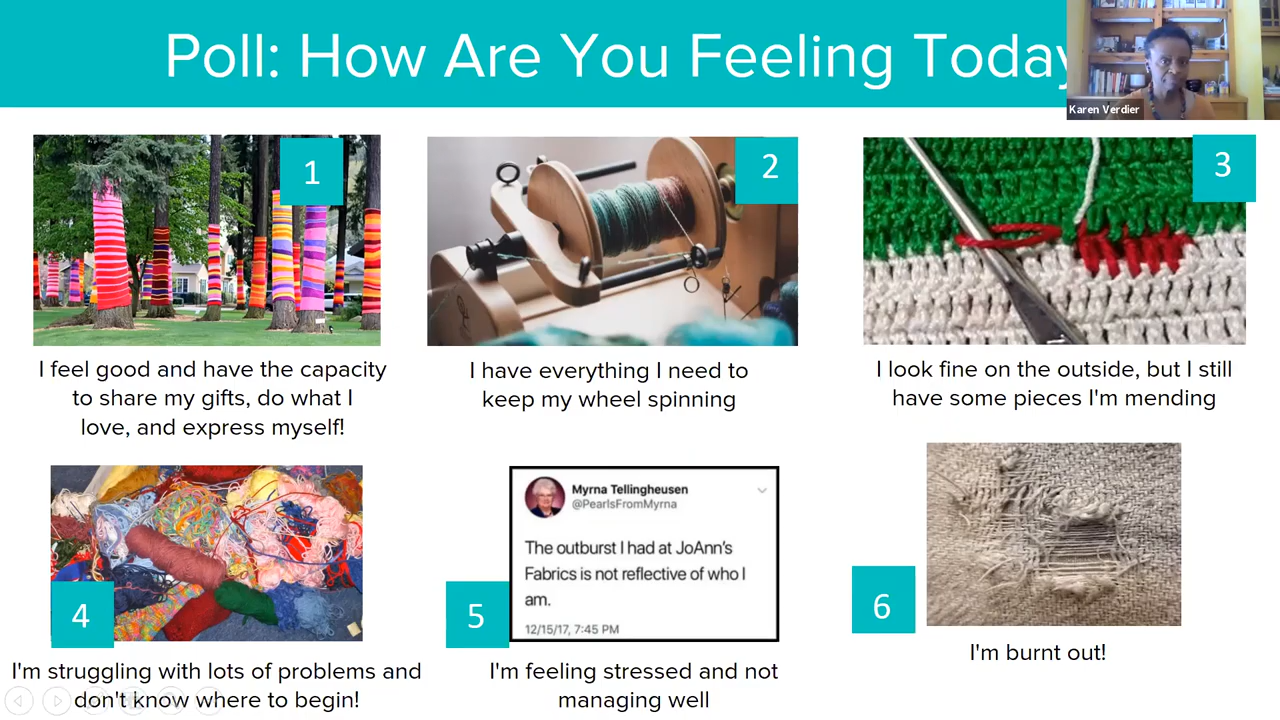 Poll: How Are You Feeling Today
Karen Verdier
1
2
3
I feel good and have the capacity
to share my gifts, do what I
love, and express myself!
I have everything I need to
keep my wheel spinning
I look fine on the outside, but I still
have some pieces I'm mending
4
I'm struggling with lots of problems and
don't know where to begin!
5
Myrna Tellingheusen
@PearlsFromMyrna
The outburst I had at JoAnn's
Fabrics is not reflective of who I
am.
12/15/17, 7:45 PM
I'm feeling stressed and not
managing well
6
I'm burnt out!